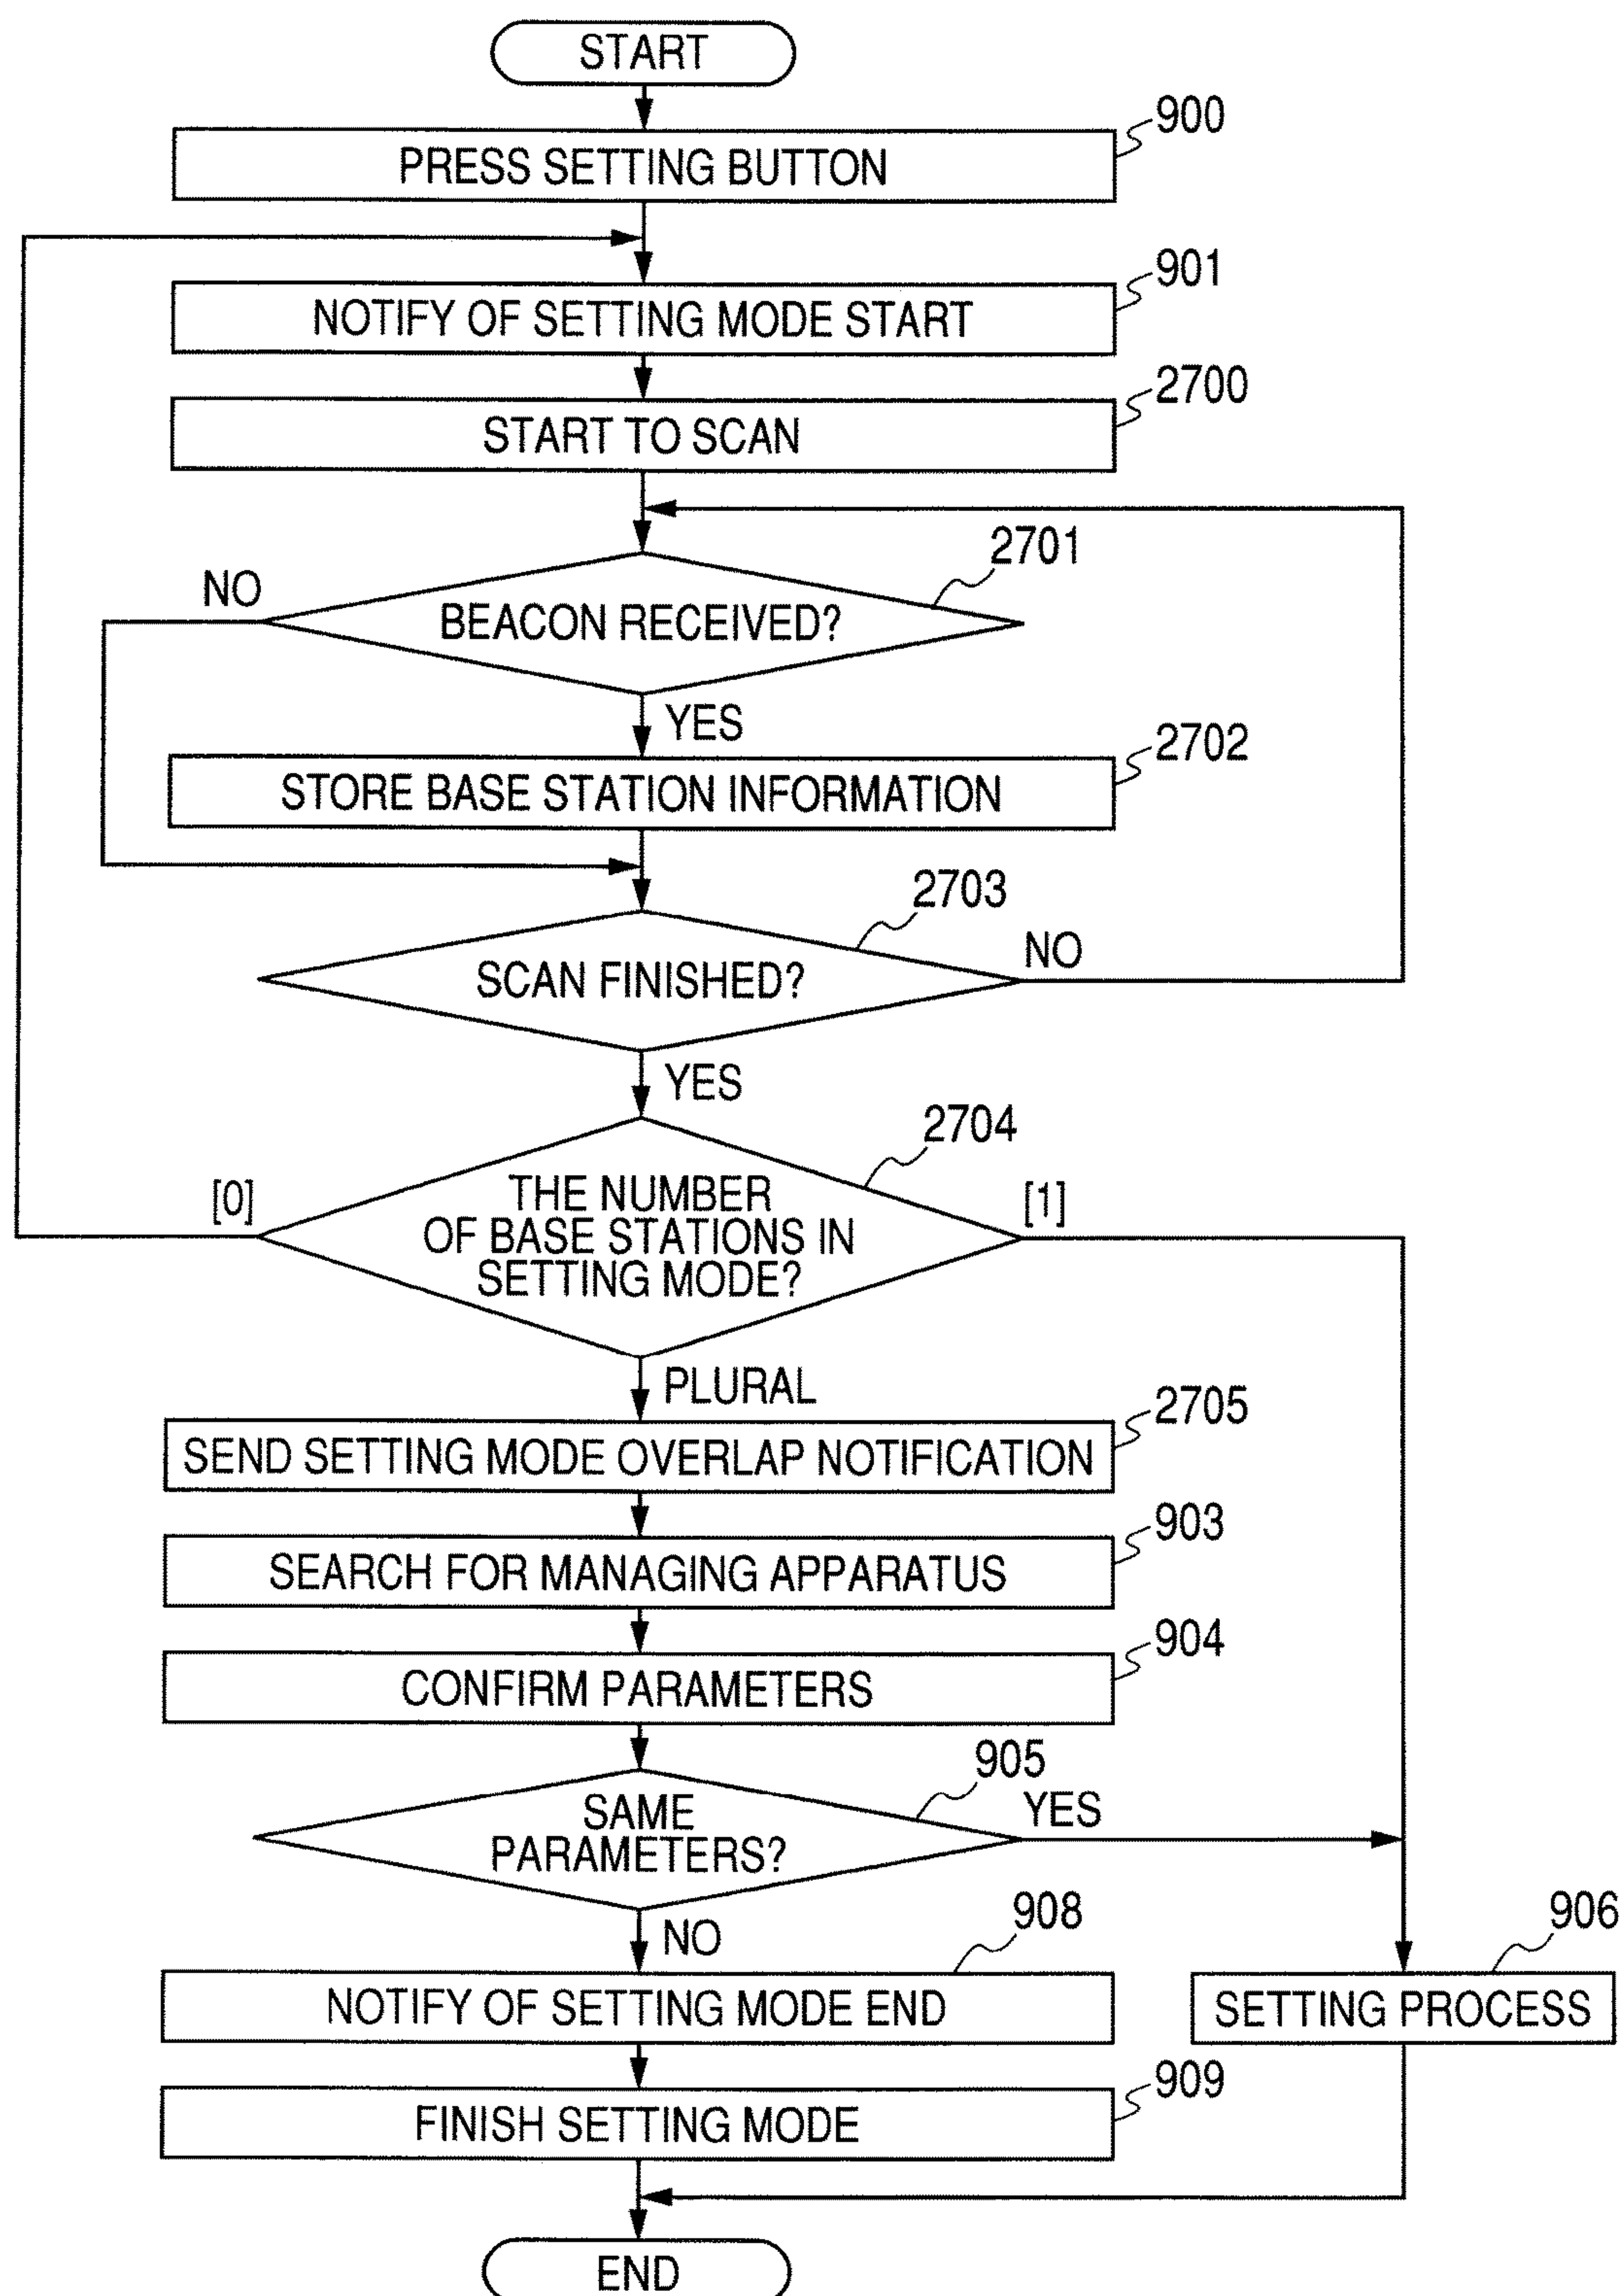 START
900
PRESS SETTING BUTTON
901
NOTIFY OF SETTING MODE START
2700
START TO SCAN
2701
NO
BEACON RECEIVED?
YES
2702
STORE BASE STATION INFORMATION
2703
NO
SCAN FINISHED?
YES
2704
[0]
[1]
THE NUMBER
OF BASE STATIONS IN
SETTING MODE?
PLURAL
2705
SEND SETTING MODE OVERLAP NOTIFICATION
903
SEARCH FOR MANAGING APPARATUS
904
CONFIRM PARAMETERS
905
YES
SAME
PARAMETERS?
NO
908
906
NOTIFY OF SETTING MODE END
SETTING PROCESS
909
FINISH SETTING MODE
END